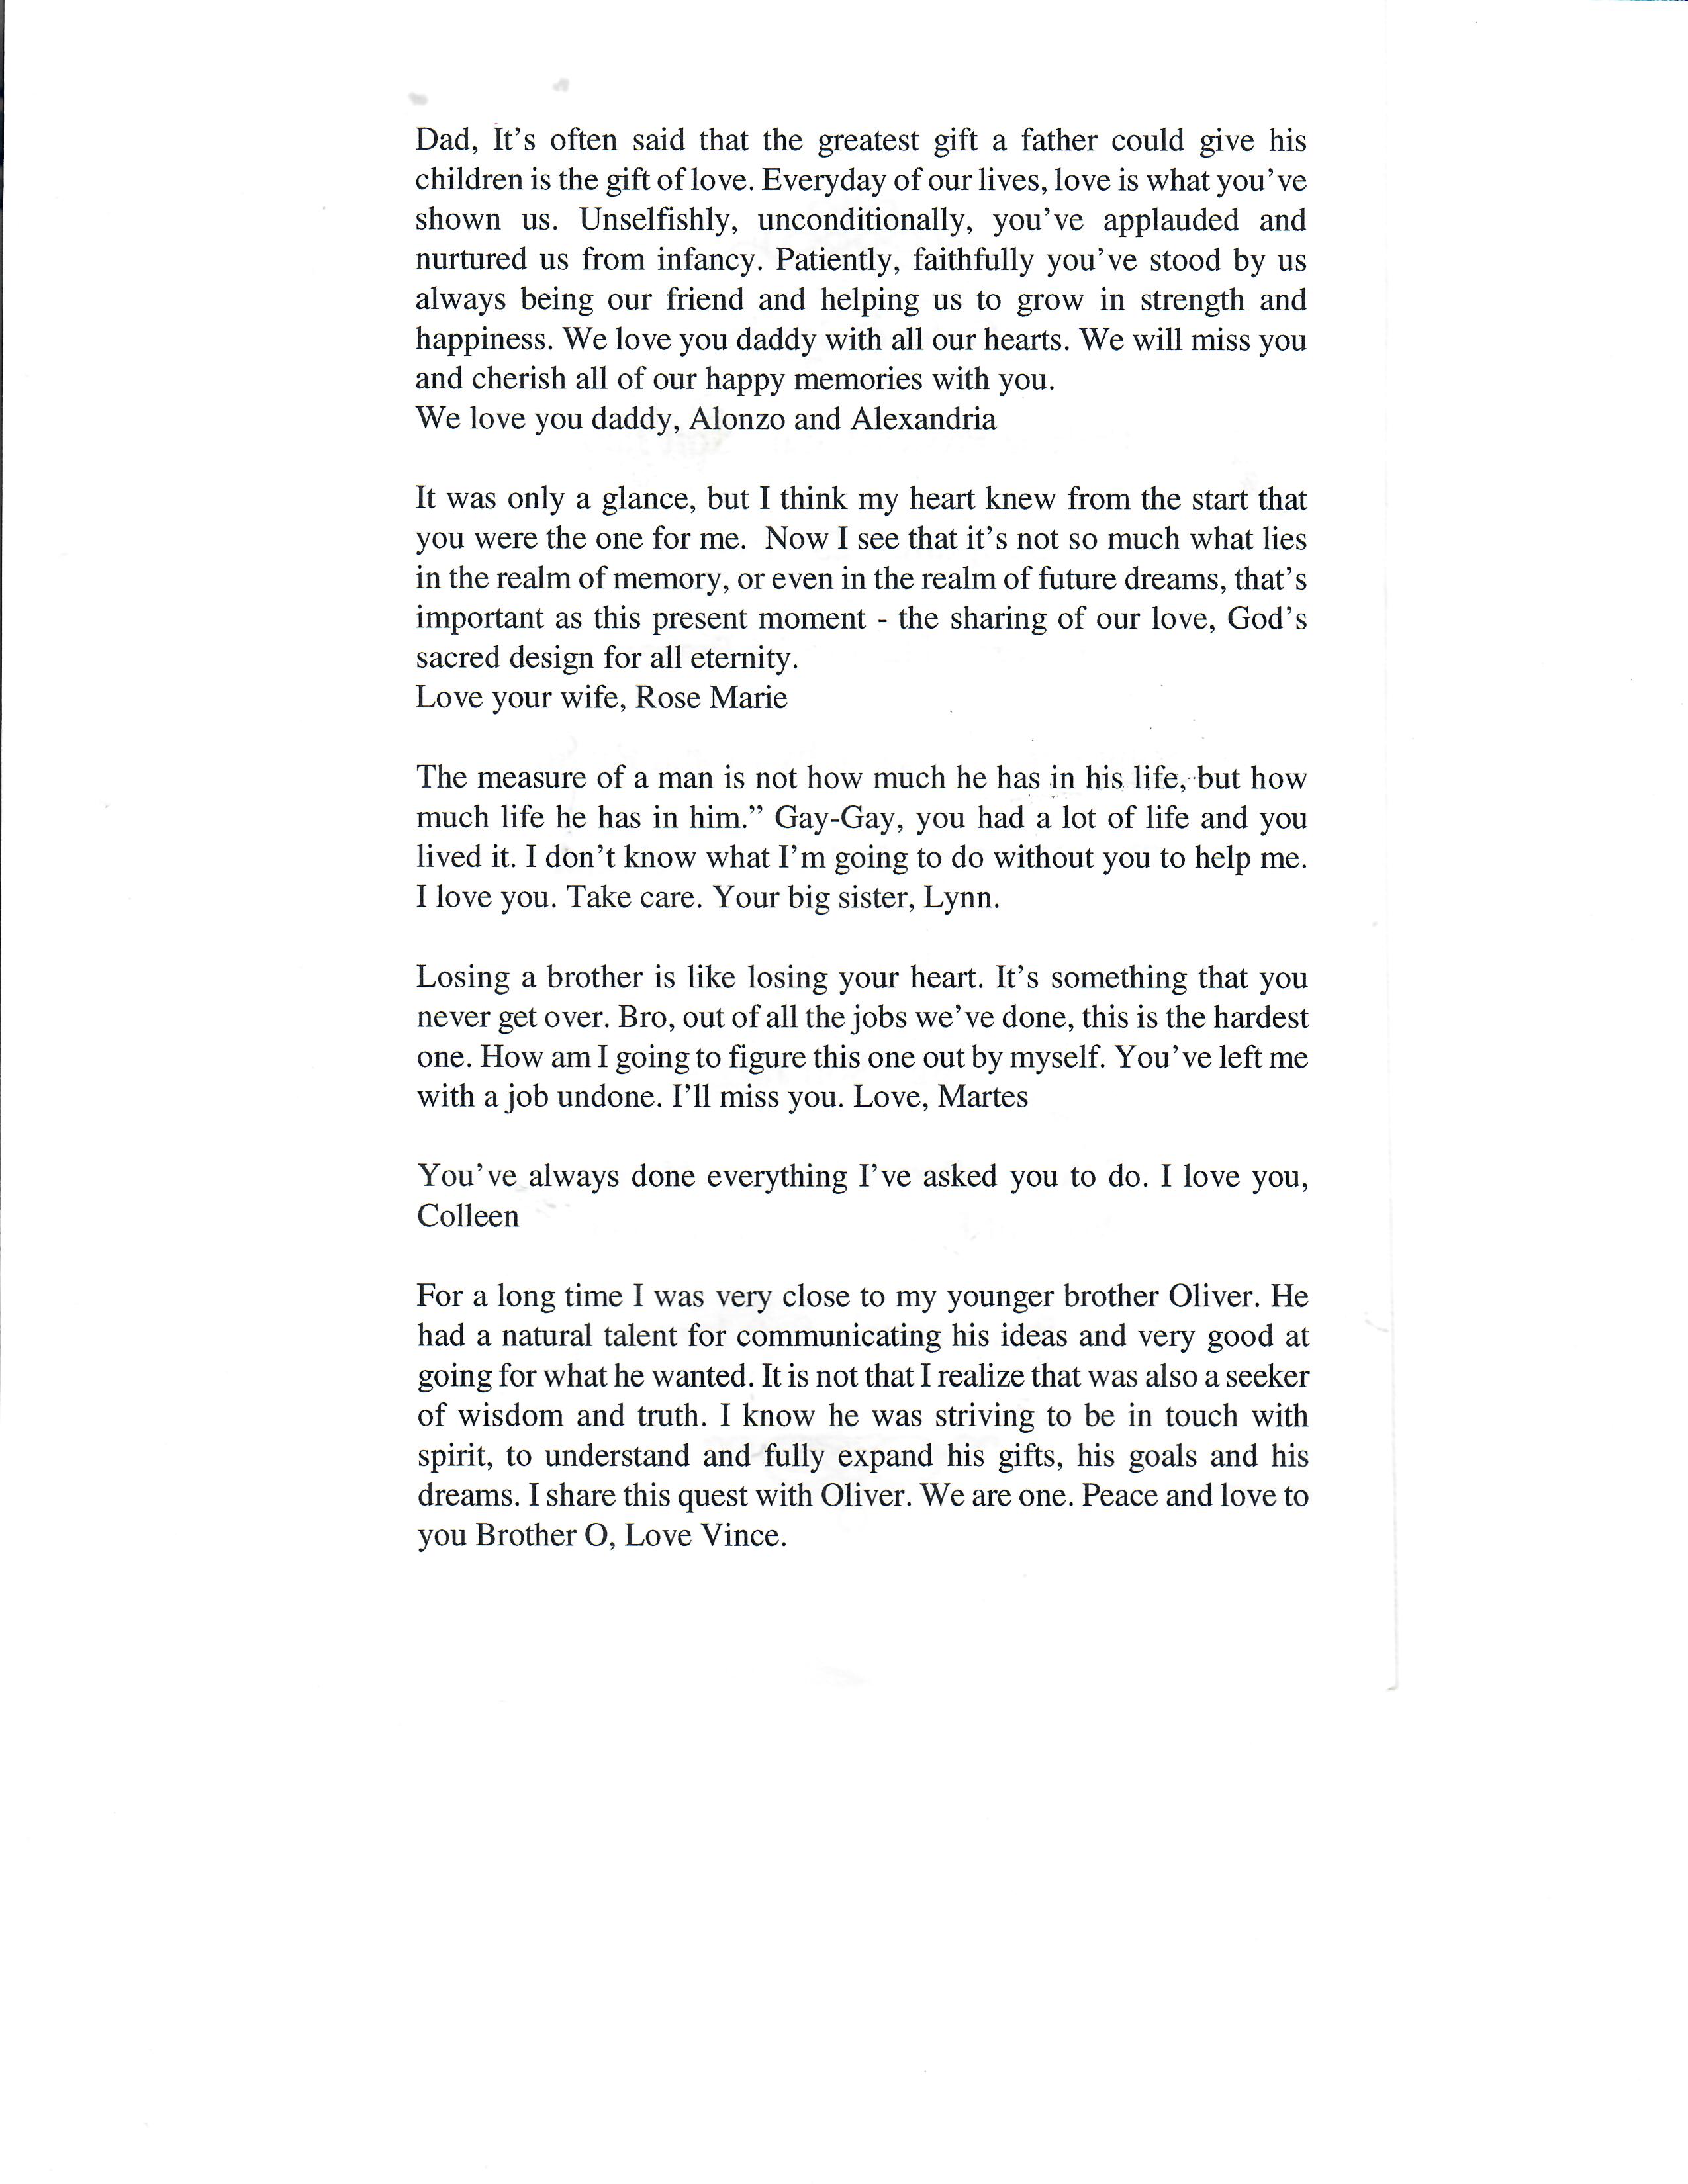 Dad, It's often said that the greatest gift a father could give his
children is the gift of love. Everyday of our lives, love is what you've
shown us. Unselfishly, unconditionally, you've applauded and
nurtured us from infancy. Patiently, faithfully you've stood by us
always being our friend and helping us to grow in strength and
happiness. We love you daddy with all our hearts. We will miss you
and cherish all of our happy memories with you.
We love you daddy, Alonzo and Alexandria

It was only a glance, but I think my heart knew from the start that
you were the one for me.  Now I see that it's not so much what lies
in the realm of memory, or even in the realm of future dreams, that's
important as this present moment - the sharing of our love, God's
sacred design for all eternity.
Love your wife, Rose Marie

The measure of a man is not how much he has in his life, but how
much life he has in him.” Gay-Gay, you had a lot of life and you
lived it. I don't know what I'm going to do without you to help me.
I love you. Take care. Your big sister, Lynn.

Losing a brother is like losing your heart. It's something that you
never get over. Bro, out of all the jobs we've done, this is the hardest
one. How am I going to figure this one out by myself. You've left me
with a job undone. I'll miss you. Love, Martes

You've always done everything I've asked you to do. I love you,
Colleen

For a long time I was very close to my younger brother Oliver. He
had a natural talent for communicating his ideas and very good at
going for what he wanted. It is not that I realize that was also a seeker
of wisdom and truth. I know he was striving to be in touch with
spirit, to understand and fully expand his gifts, his goals and his
dreams. I share this quest with Oliver. We are one. Peace and love to
you Brother O, Love Vince.